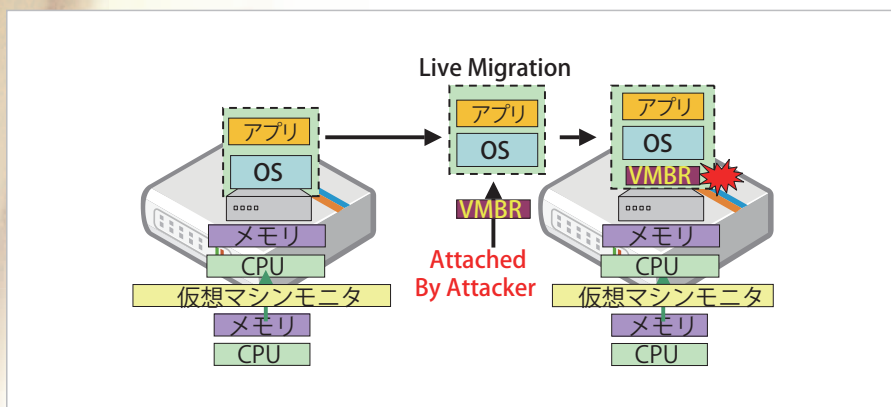 Live Migration
アプリ
OS
メモリ
CPU
仮想マシンモニタ
メモリ
CPU
アプリ
OS
VMBR
Attached
By Attacker
アプリ
OS
VMBR
メモリ
CPU
仮想マシンモニタ
メモリ
CPU